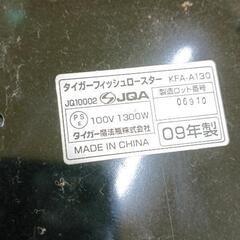 タイガーフィッシュロースター KFA-A130
JQ10002 JQA 製造ロット番号
PSE 100V 1300W 06910
タイガー魔法瓶株式会社 09年製
MADE IN CHINA